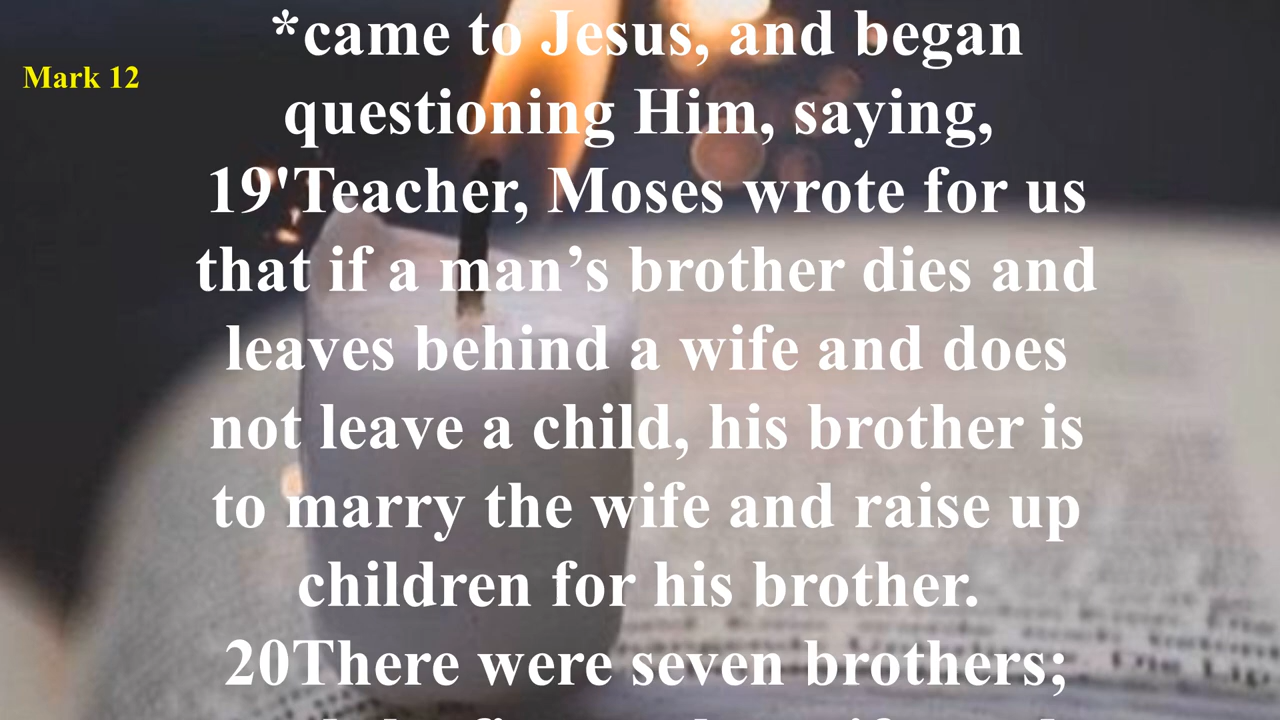 *came to Jesus, and began
Mark 12
questioning Him, saying,
19'Teacher, Moses wrote for us
that if a man’s brother dies and
leaves behind a wife and does
not leave a child, his brother is
to marry the wife and raise up
children for his brother.
20There were seven brothers;